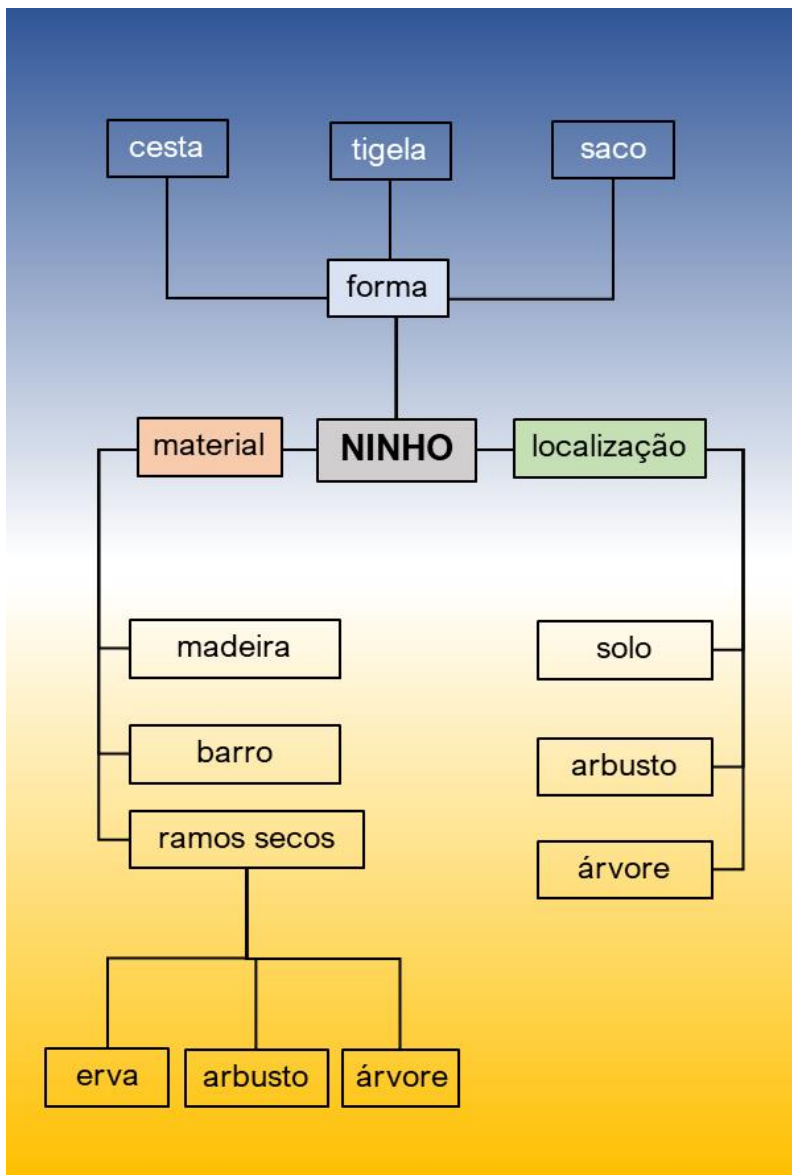 cesta
tigela
saco
forma
material
NINHO
localização
madeira
solo
barro
arbusto
ramos secos
árvore
erva
arbusto
árvore